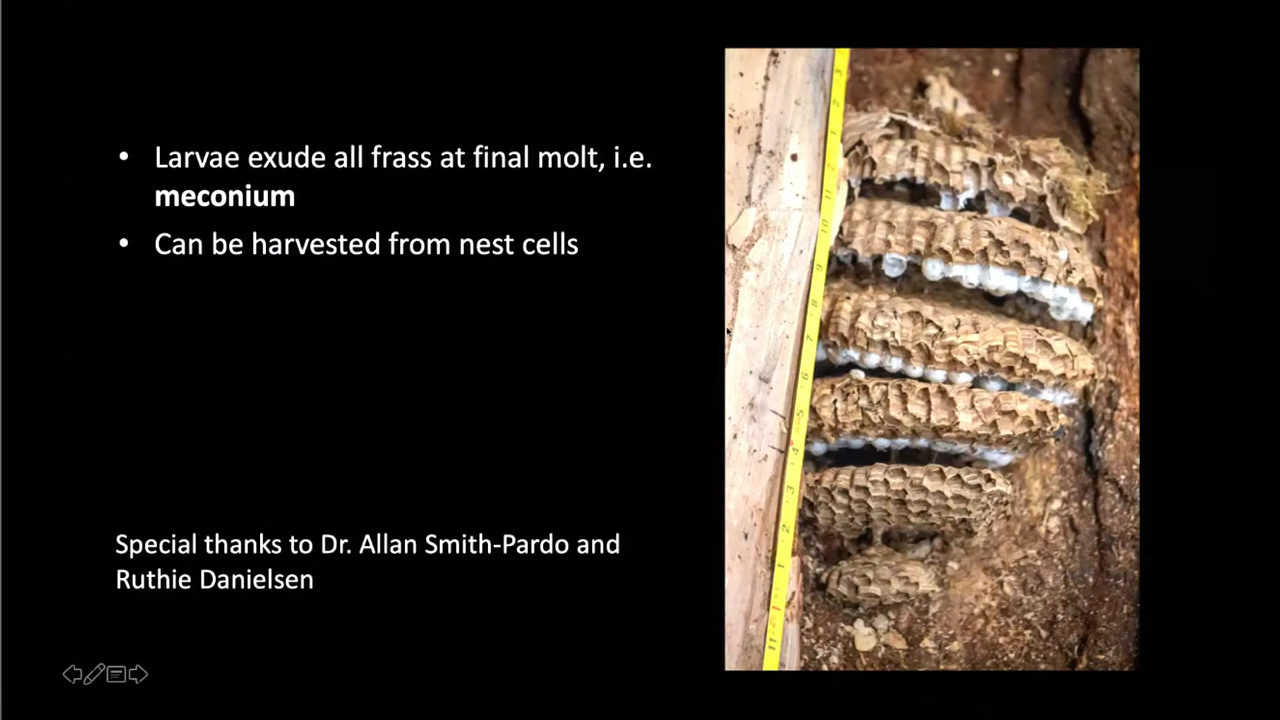 • Larvae exude all frass at final molt, i.e.
meconium
• Can be harvested from nest cells
Special thanks to Dr. Allan Smith-Pardo and
Ruthie Danielsen